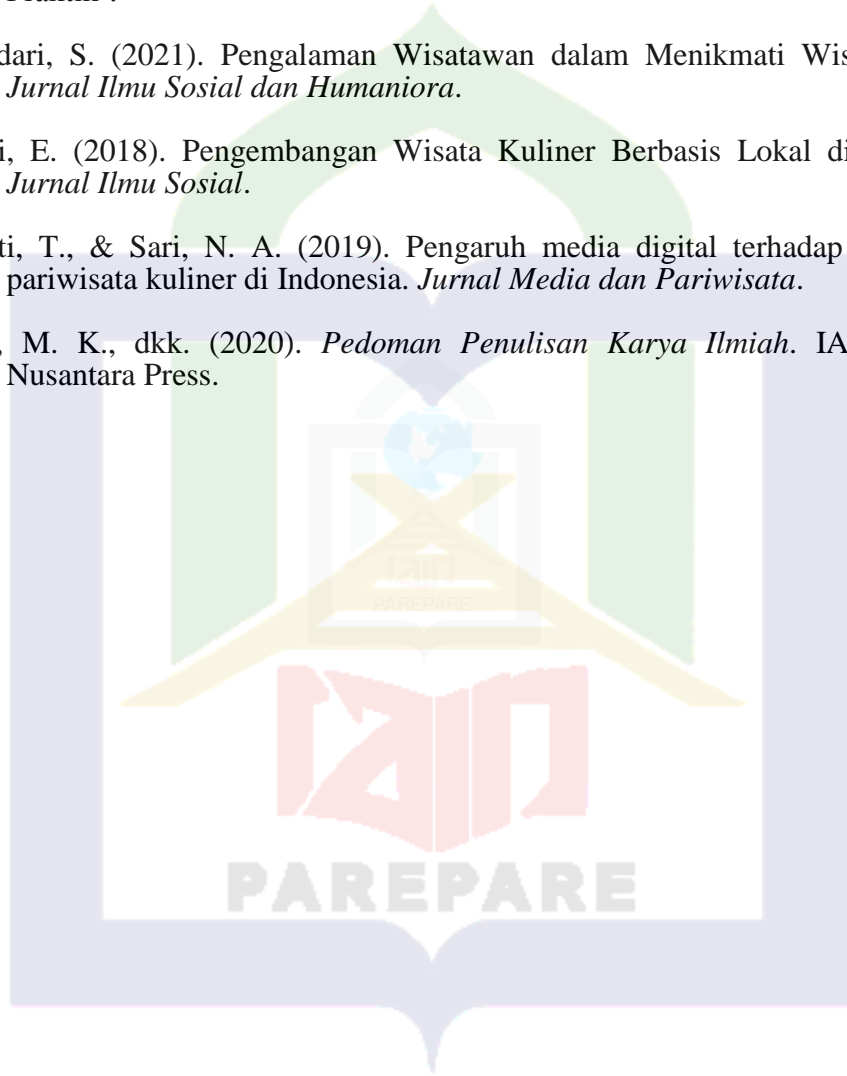 dari, S. (2021). Pengalaman Wisatawan dalam Menikmati Wis
Jurnal Ilmu Sosial dan Humaniora.
i, E. (2018). Pengembangan Wisata Kuliner Berbasis Lokal di
Jurnal Ilmu Sosial.
ti, T., & Sari, N. A. (2019). Pengaruh media digital terhadap
pariwisata kuliner di Indonesia. Jurnal Media dan Pariwisata.
, M. K., dkk. (2020). Pedoman Penulisan Karya Ilmiah. IA
Nusantara Press.
iain
PAREPARE
iain
PAREPARE